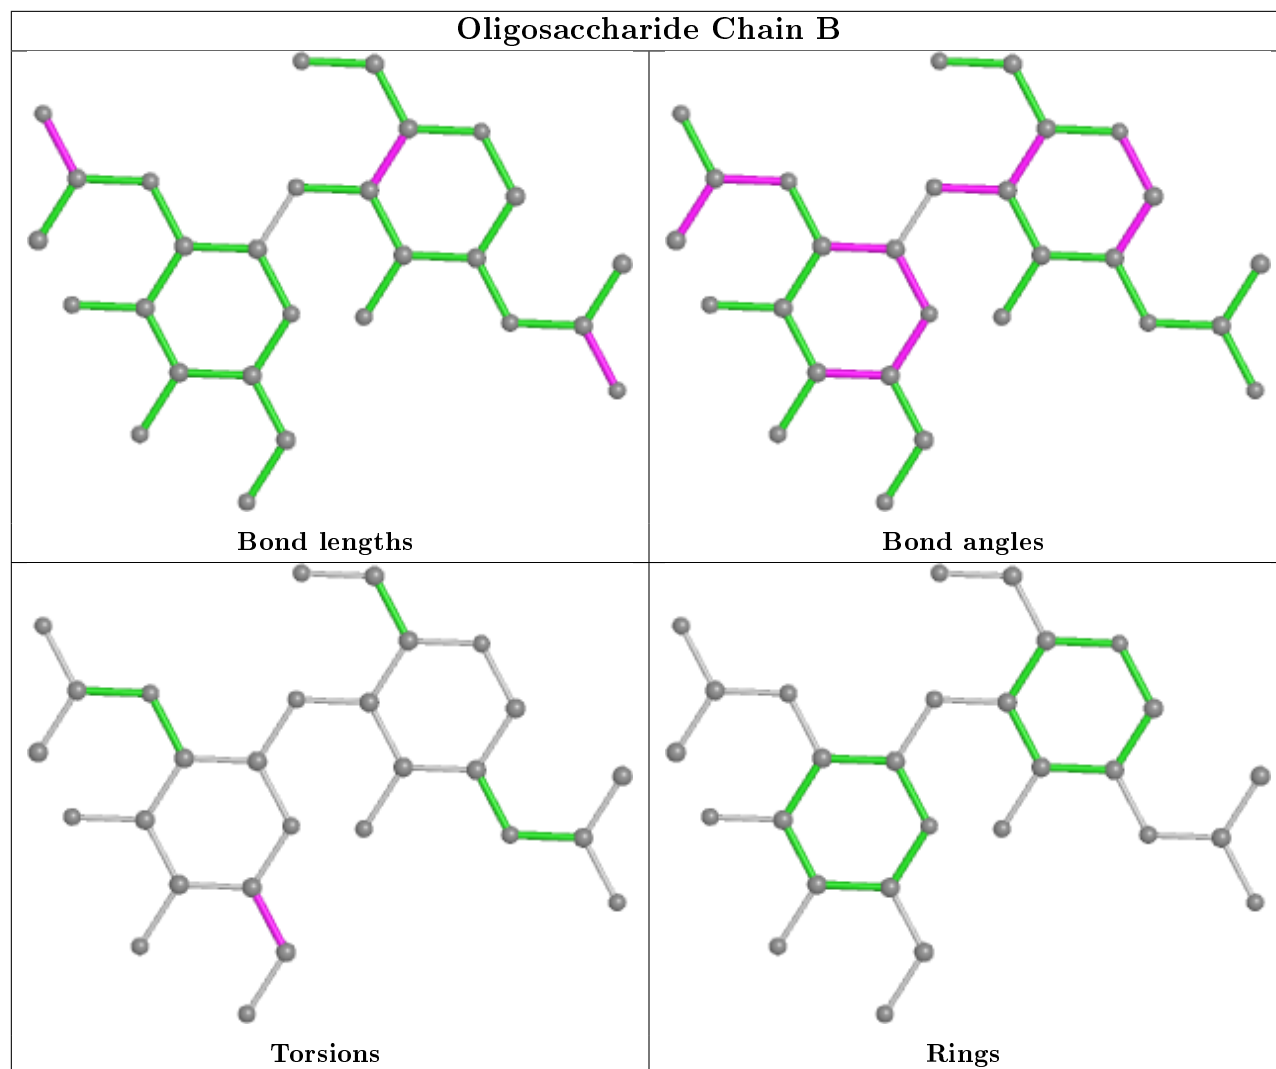 Oligosaccharide Chain B
Bond lengths
Bond angles
Torsions
Rings